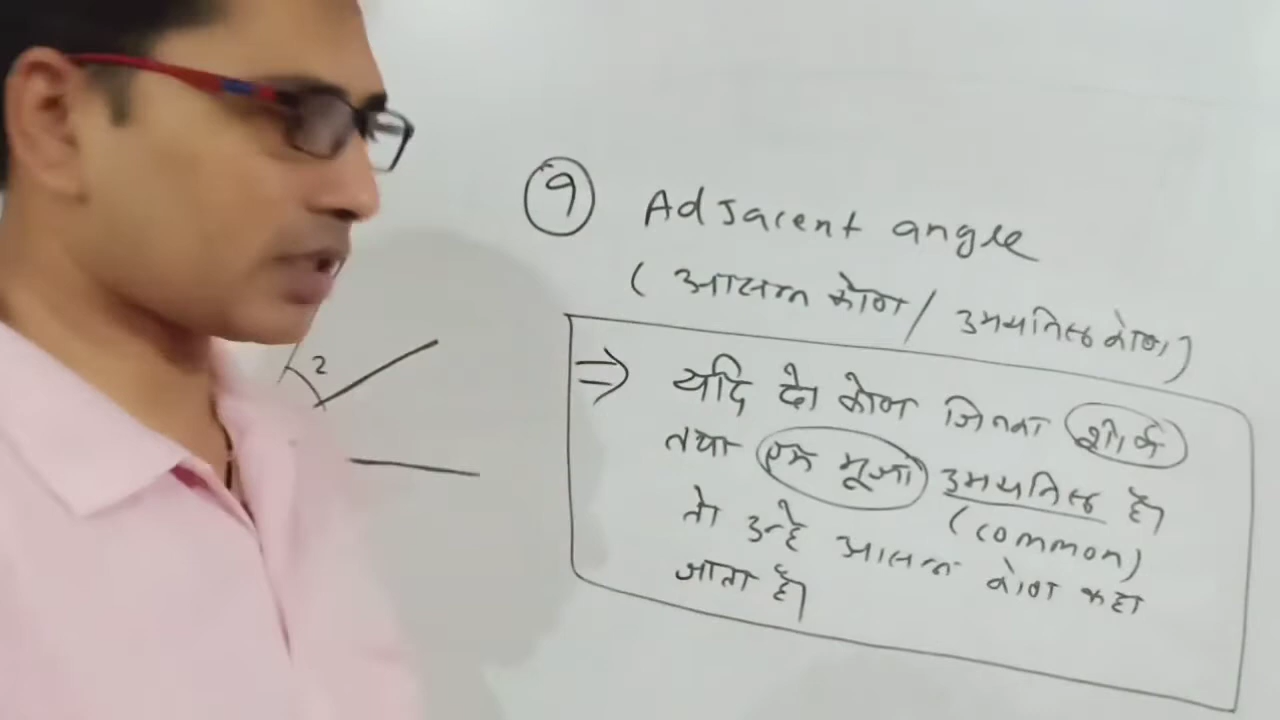 9 Adjacent angle
(आसन्न कोण / उभयनिष्ठ कोण)
⇒ यदि दो कोण जिनका शीर्ष
तथा एक भूजा उभयनिष्ठ हो
(common)
तो उन्हे आसन्न कोण कहा
जाता है।
2